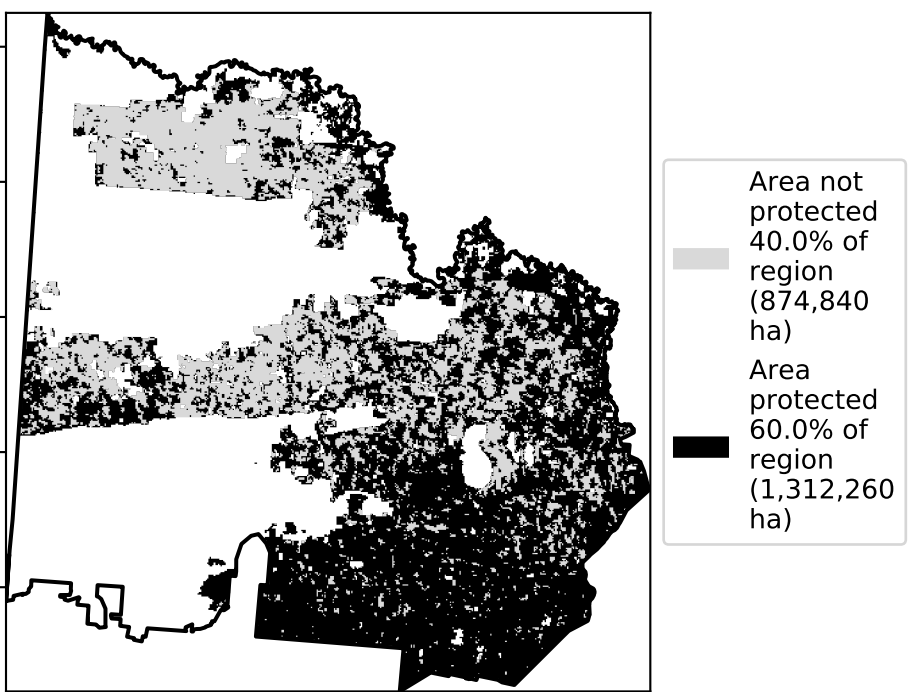 Area not
protected
40.0% of
region
(874,840
ha)
Area
protected
60.0% of
region
(1,312,260
ha)